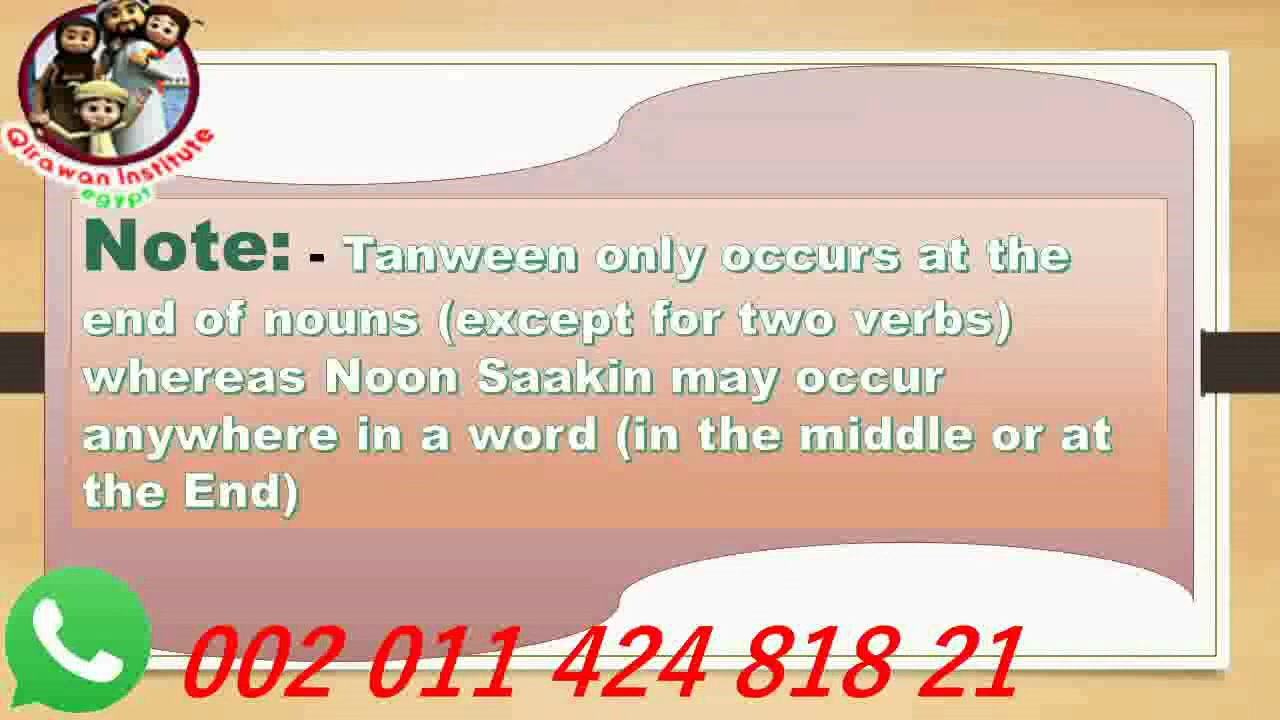 Qirawan Institute
egypt
Note: - Tanween only occurs at the
end of nouns (except for two verbs)
whereas Noon Saakin may occur
anywhere in a word (in the middle or at
the End)
002 011 424 818 21